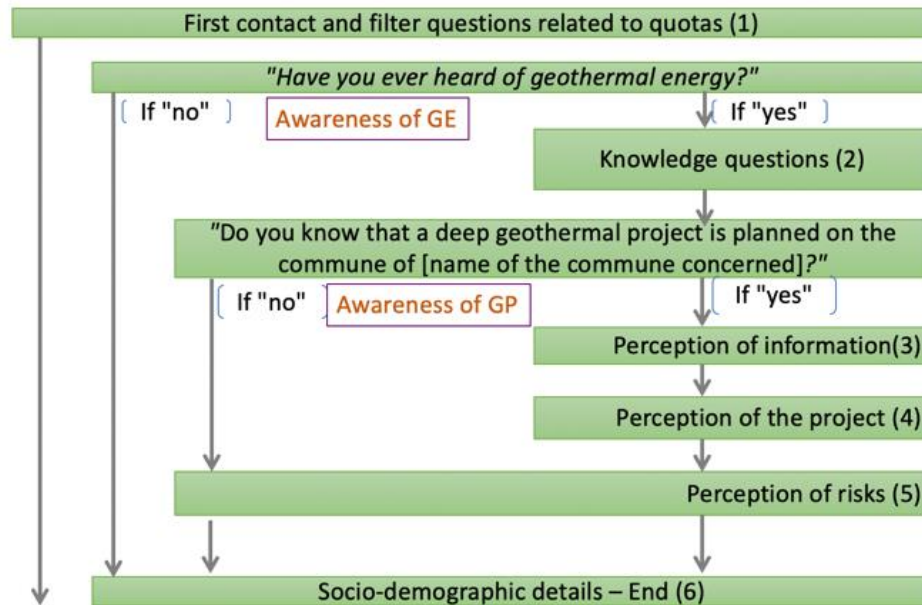 First contact and filter questions related to quotas (1)
"Have you ever heard of geothermal energy?"
If "no"
Awareness of GE
If "yes"
Knowledge questions (2)
"Do you know that a deep geothermal project is planned on the
commune of [name of the commune concerned]?"
If "no"
Awareness of GP
If "yes"
Perception of information(3)
Perception of the project (4)
Perception of risks (5)
Socio-demographic details – End (6)